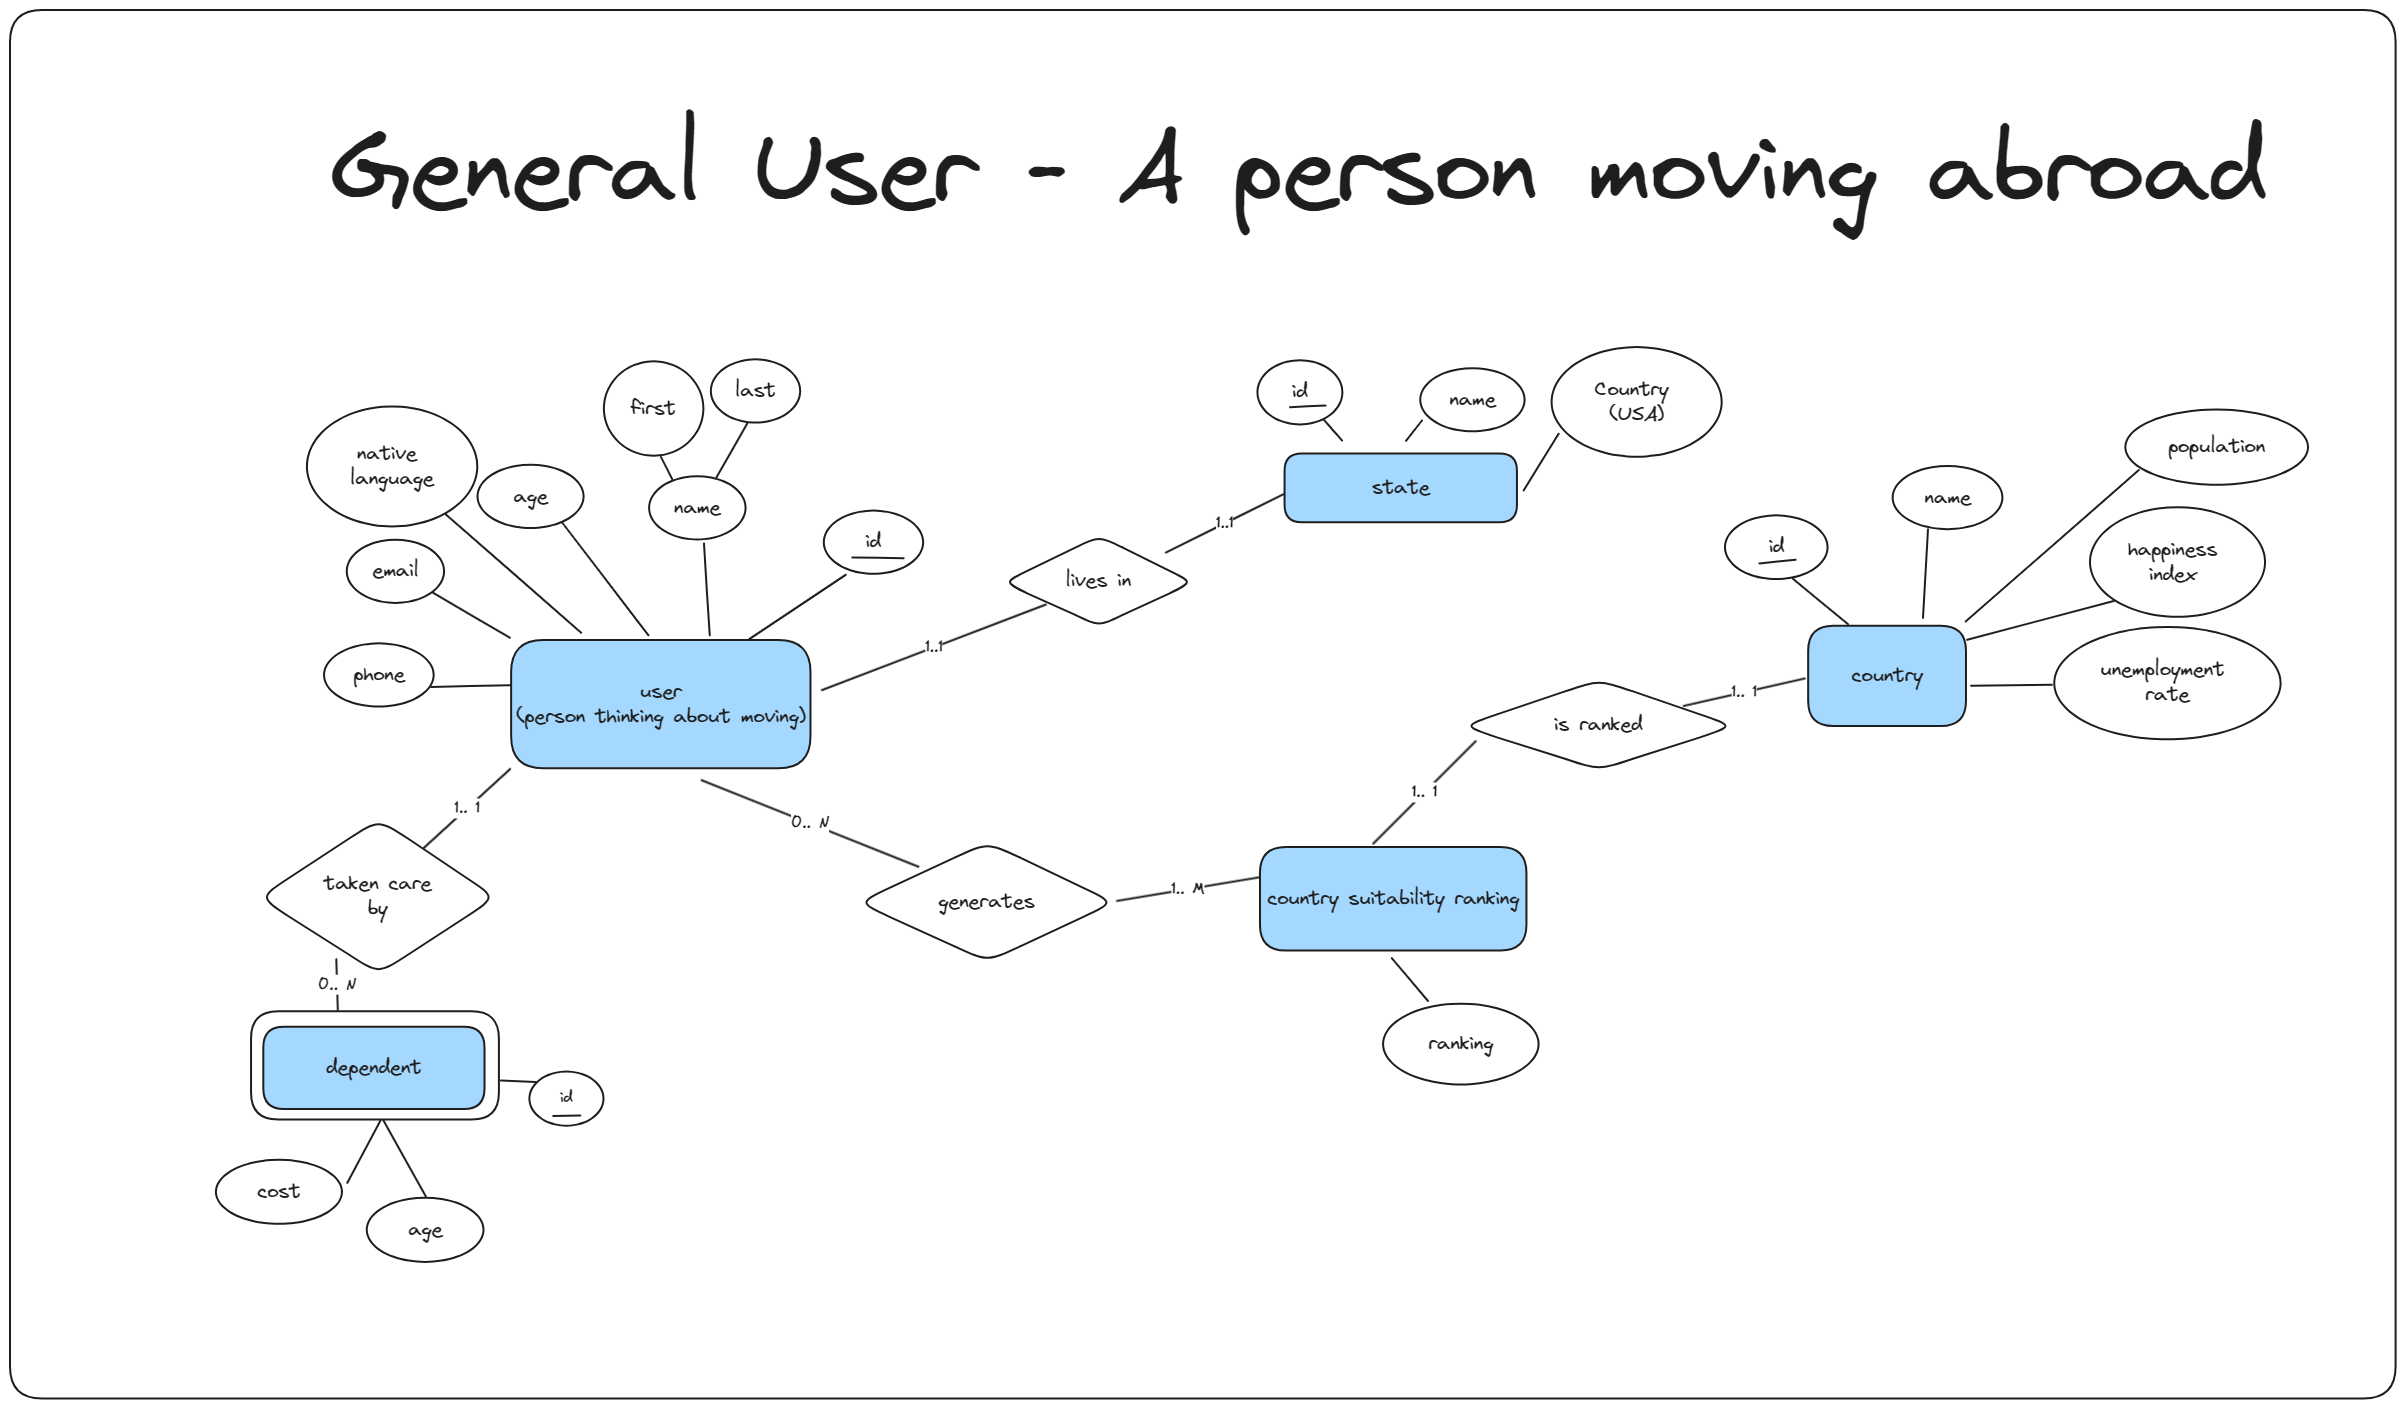 General User - A person moving abroad
first
last
native
language
age
name
email
id
phone
user
(person thinking about moving)
id
name
Country
(USA)
state
1..1
lives in
1..1
population
name
id
happiness
index
country
unemployment
rate
1.. 1
is ranked
1.. 1
1.. 1
taken care
by
0.. N
0.. N
generates
1.. M
country suitability ranking
ranking
dependent
id
cost
age